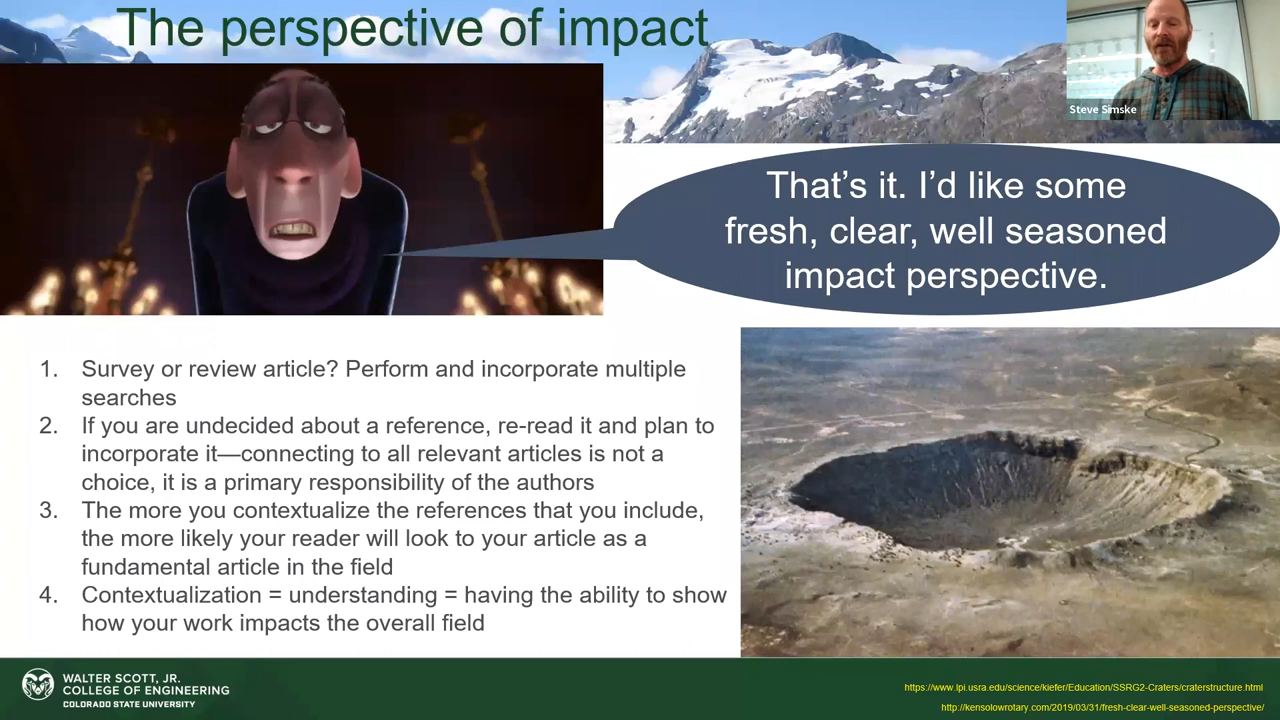 The perspective of impact
Steve Simske
That's it. I'd like some
fresh, clear, well seasoned
impact perspective.
1. Survey or review article? Perform and incorporate multiple
searches
2. If you are undecided about a reference, re-read it and plan to
incorporate it—connecting to all relevant articles is not a
choice, it is a primary responsibility of the authors
3. The more you contextualize the references that you include,
the more likely your reader will look to your article as a
fundamental article in the field
4. Contextualization = understanding = having the ability to show
how your work impacts the overall field
WALTER SCOTT, JR.
COLLEGE OF ENGINEERING
COLORADO STATE UNIVERSITY
https://www.lpi.usra.edu/science/kiefer/Education/SSRG2-Craters/craterstructure.html
http://kensolowrotary.com/2019/03/31/fresh-clear-well-seasoned-perspective/